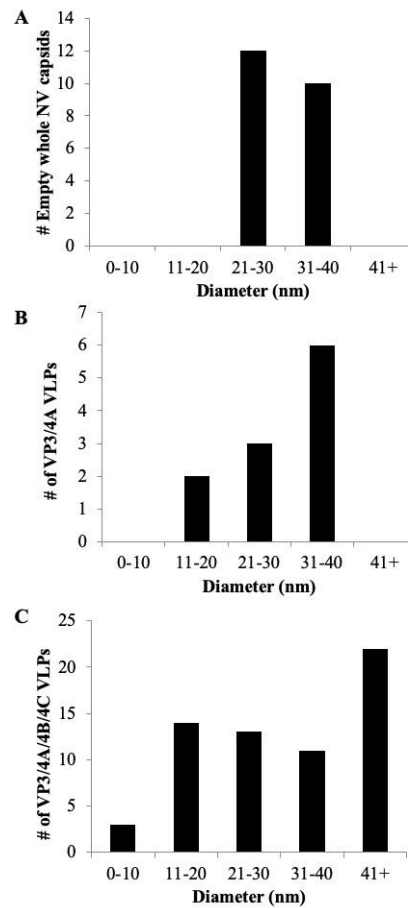 A
# Empty whole NV capsids
14
12
10
8
6
4
2
0
0-10 11-20 21-30 31-40 41+
Diameter (nm)
B
# of VP3/4A VLPs
7
6
5
4
3
2
1
0
0-10 11-20 21-30 31-40 41+
Diameter (nm)
C
# of VP3/4A/4B/4C VLPs
25
20
15
10
5
0
0-10 11-20 21-30 31-40 41+
Diameter (nm)